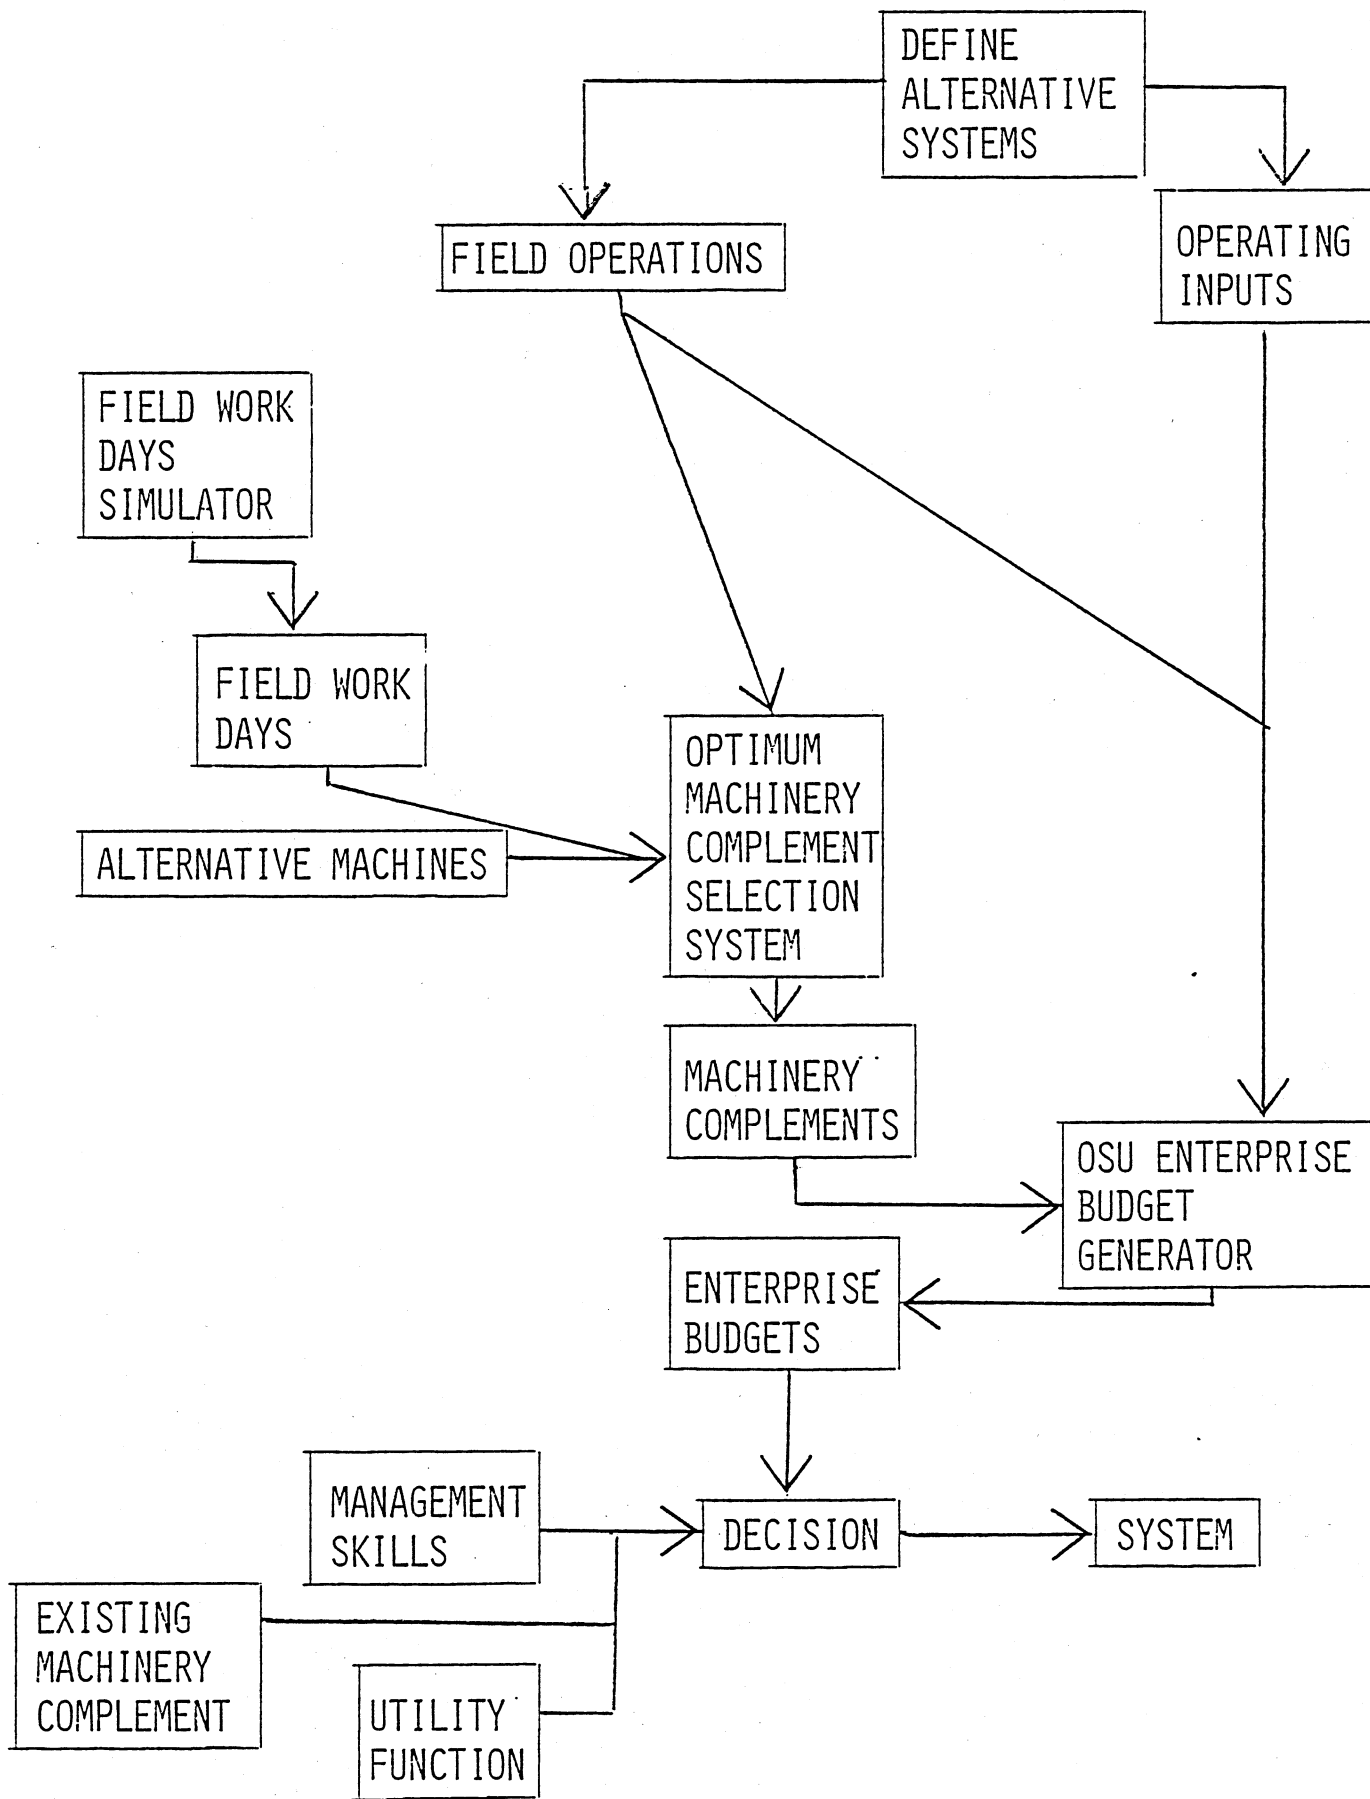 DEFINE
ALTERNATIVE
SYSTEMS
FIELD OPERATIONS
OPERATING
INPUTS
FIELD WORK
DAYS
SIMULATOR
FIELD WORK
DAYS
ALTERNATIVE MACHINES
OPTIMUM
MACHINERY
COMPLEMENT
SELECTION
SYSTEM
MACHINERY
COMPLEMENTS
OSU ENTERPRISE
BUDGET
GENERATOR
ENTERPRISE
BUDGETS
MANAGEMENT
SKILLS
DECISION
SYSTEM
EXISTING
MACHINERY
COMPLEMENT
UTILITY
FUNCTION